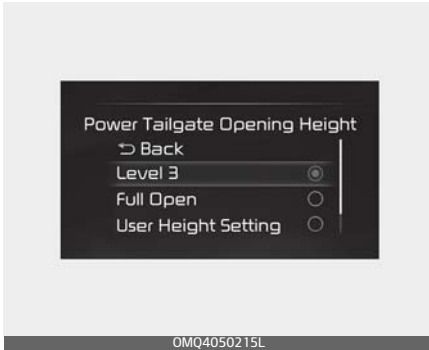 Power Tailgate Opening Height
⮌ Back
Level 3
Full Open
User Height Setting
OMQ4050215L